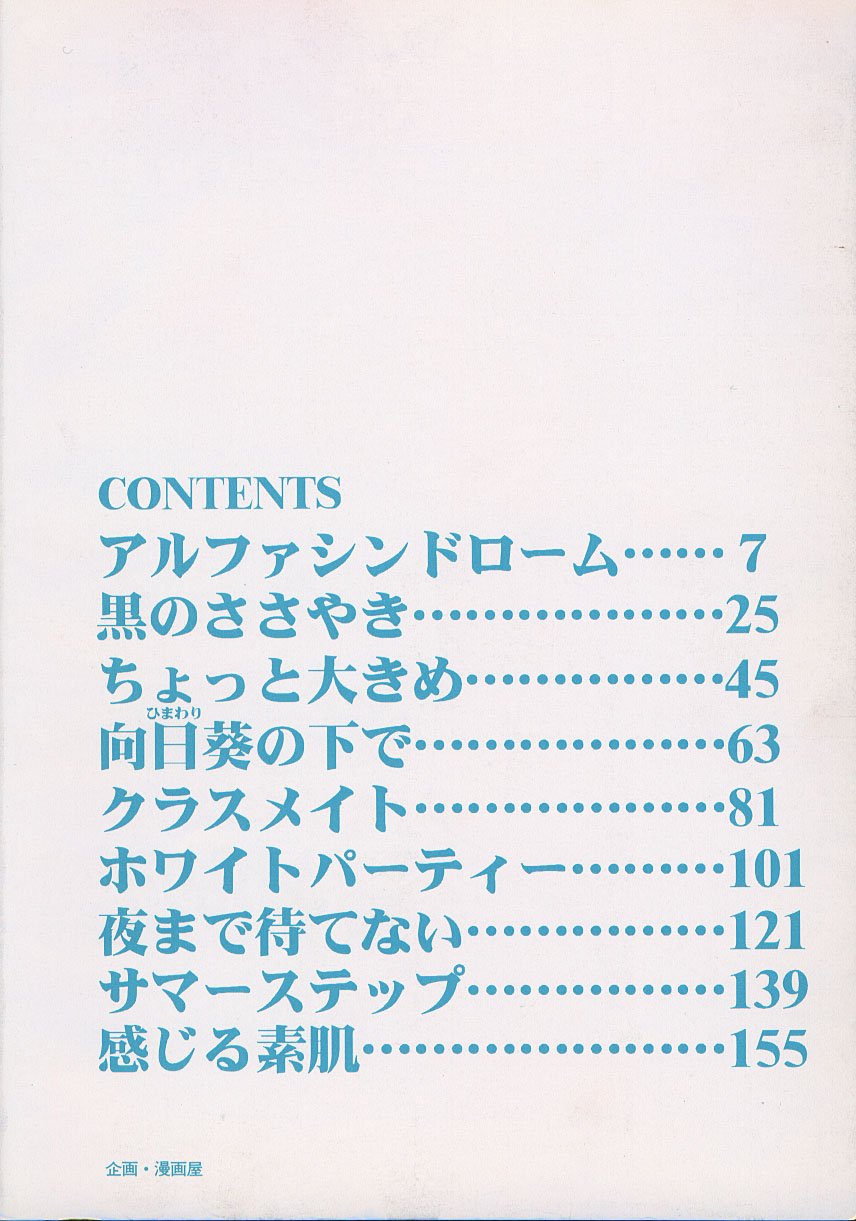 CONTENTS
アルファシンドローム…… 7
黒のささやき………………25
ちょっと大きめ……………45
ひまわり
向日葵の下で………………63
クラスメイト………………81
ホワイトパーティー………101
夜まで待てない……………121
サマーステップ……………139
感じる素肌…………………155
企画・漫画屋